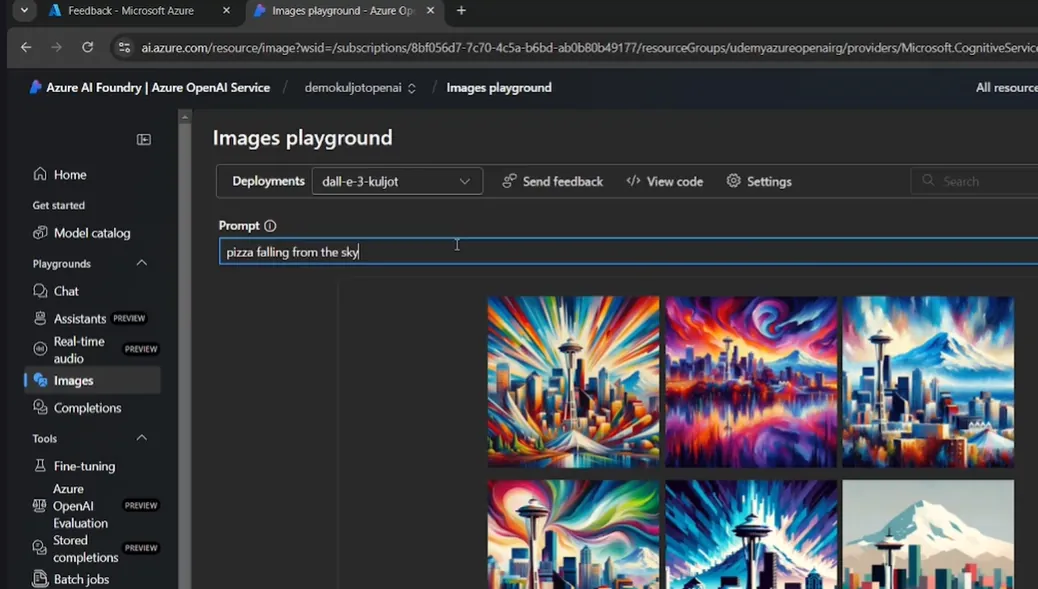 Feedback - Microsoft Azure
Images playground - Azure Op
ai.azure.com/resource/image?wsid=/subscriptions/8bf056d7-7c70-4c5a-b6bd-ab0b80b49177/resourceGroups/udemyazureopenairg/providers/Microsoft.CognitiveService
Azure AI Foundry | Azure OpenAI Service / demokuljotopenai / Images playground
All resource
Images playground
Home
Deployments dall-e-3-kuljot Send feedback View code Settings Search
Get started
Prompt
Model catalog
pizza falling from the sky
Playgrounds
Chat
Assistants PREVIEW
Real-time audio PREVIEW
Images
Completions
Tools
Fine-tuning
Azure OpenAI Evaluation PREVIEW
Stored completions PREVIEW
Batch jobs